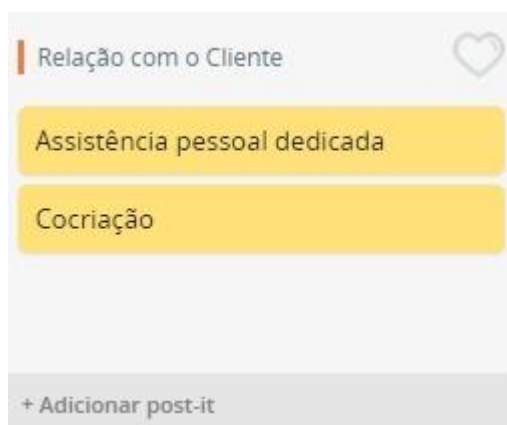 Relação com o Cliente
Assistência pessoal dedicada
Cocriação
+ Adicionar post-it